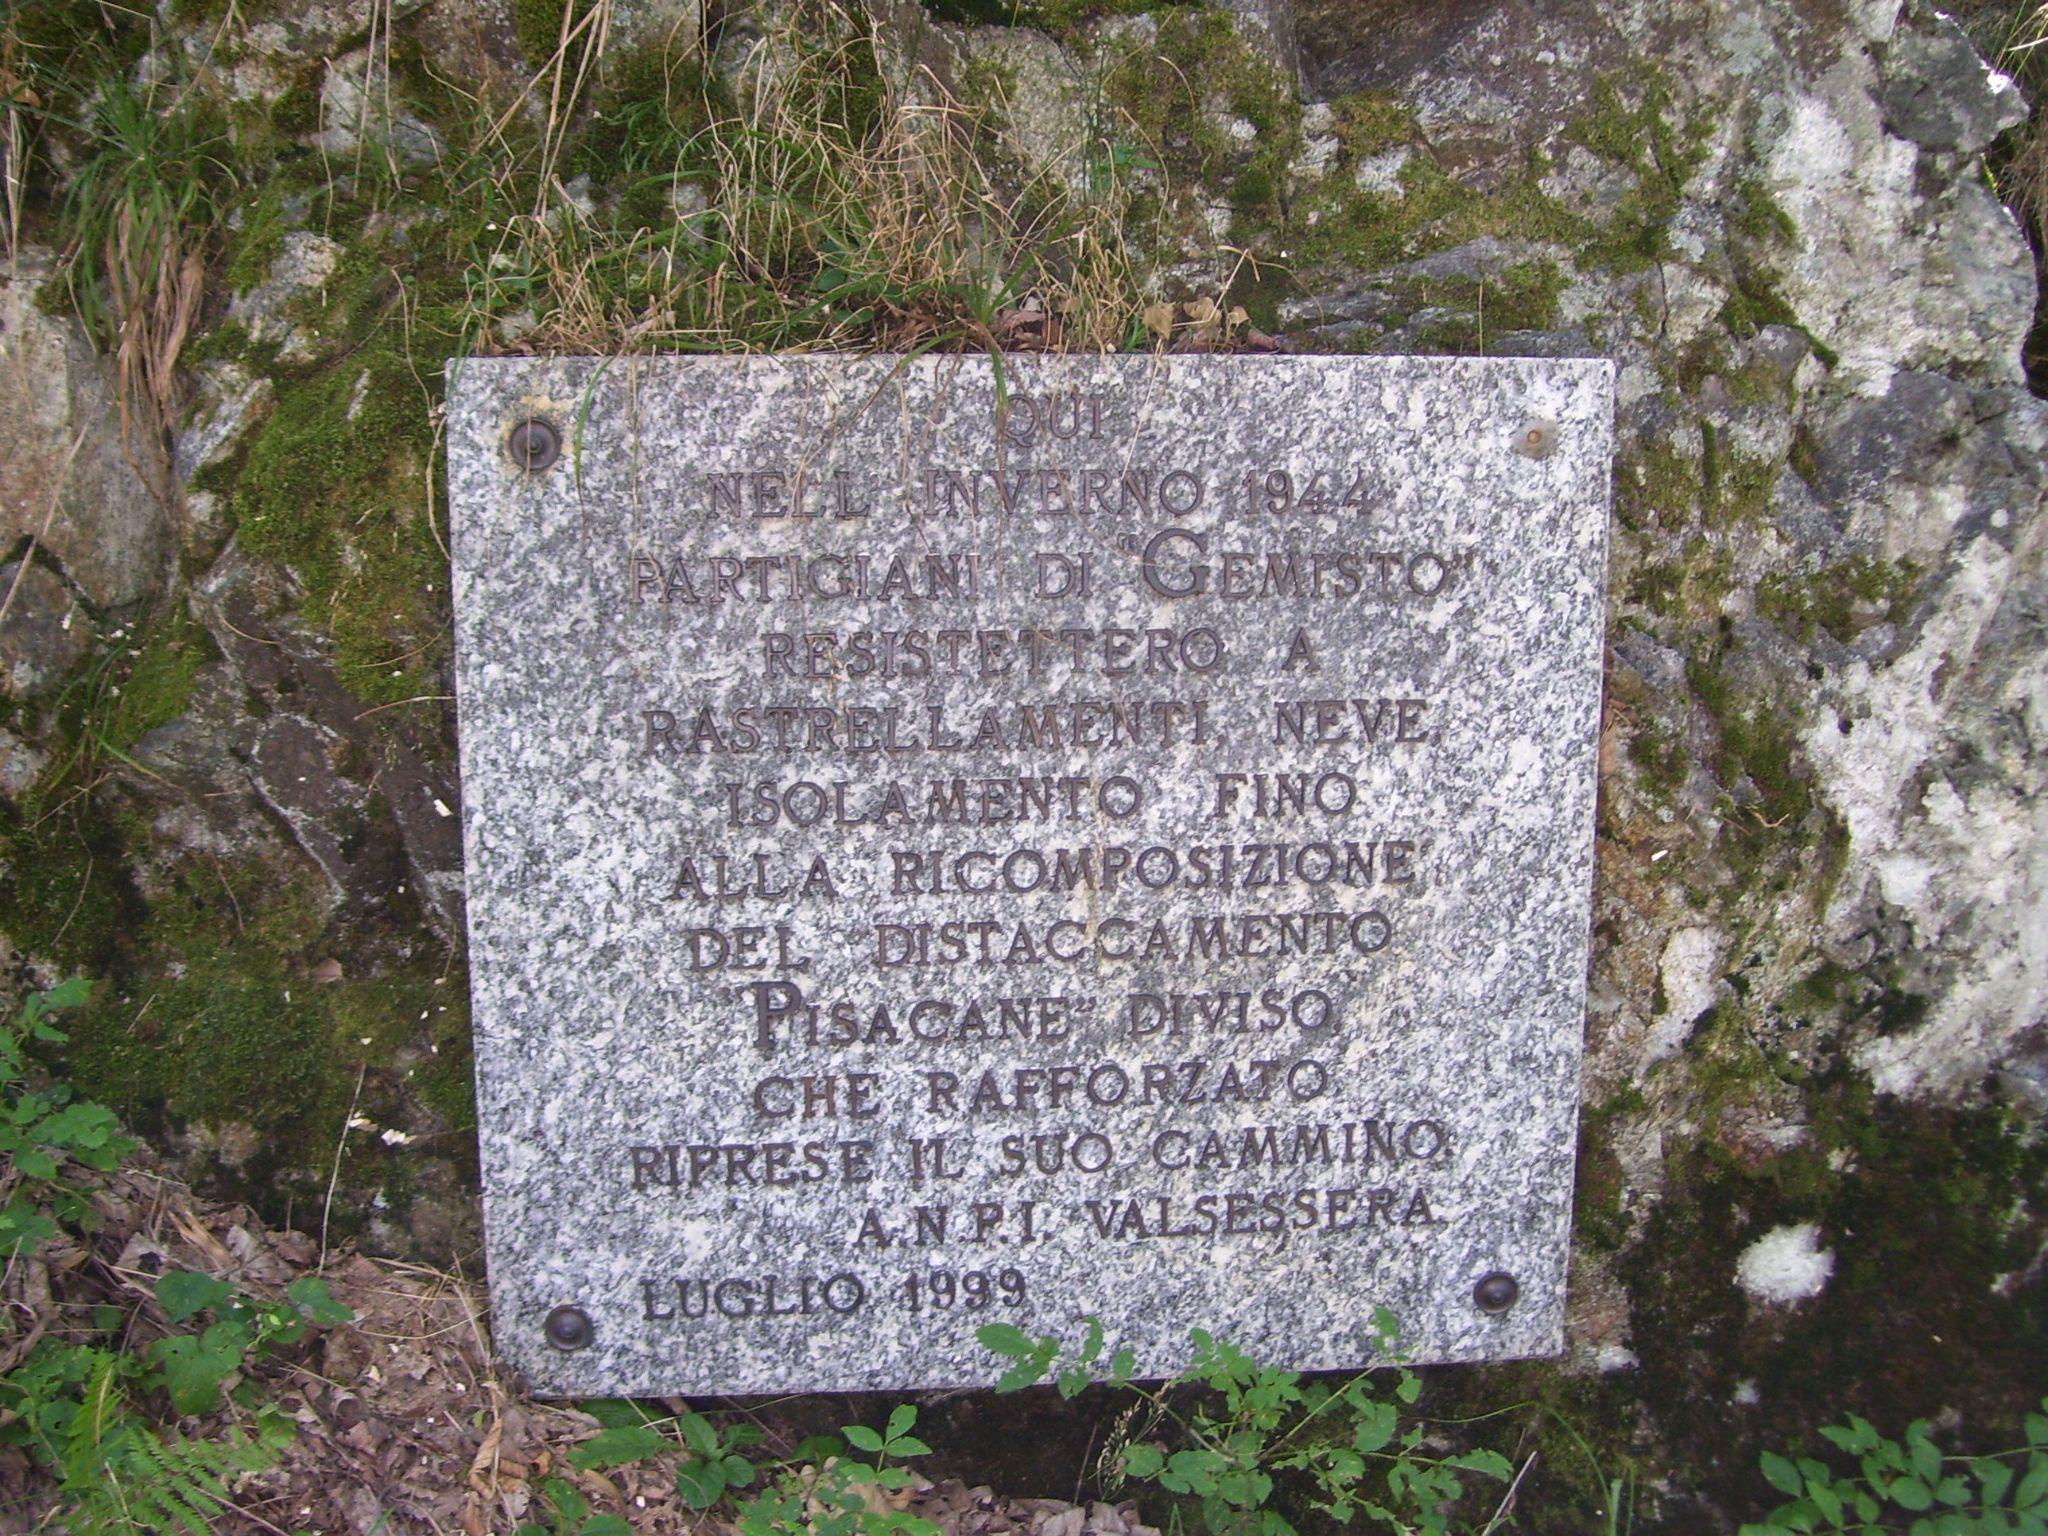 QUI
NELL INVERNO 1944
PARTIGIANI DI "GEMISTO"
RESISTETTERO A
RASTRELLAMENTI, NEVE,
ISOLAMENTO FINO
ALLA RICOMPOSIZIONE
DEL DISTACCAMENTO
"PISACANE" DIVISO,
CHE RAFFORZATO
RIPRESE IL SUO CAMMINO.
A.N.P.I. VALSESSERA
LUGLIO 1999